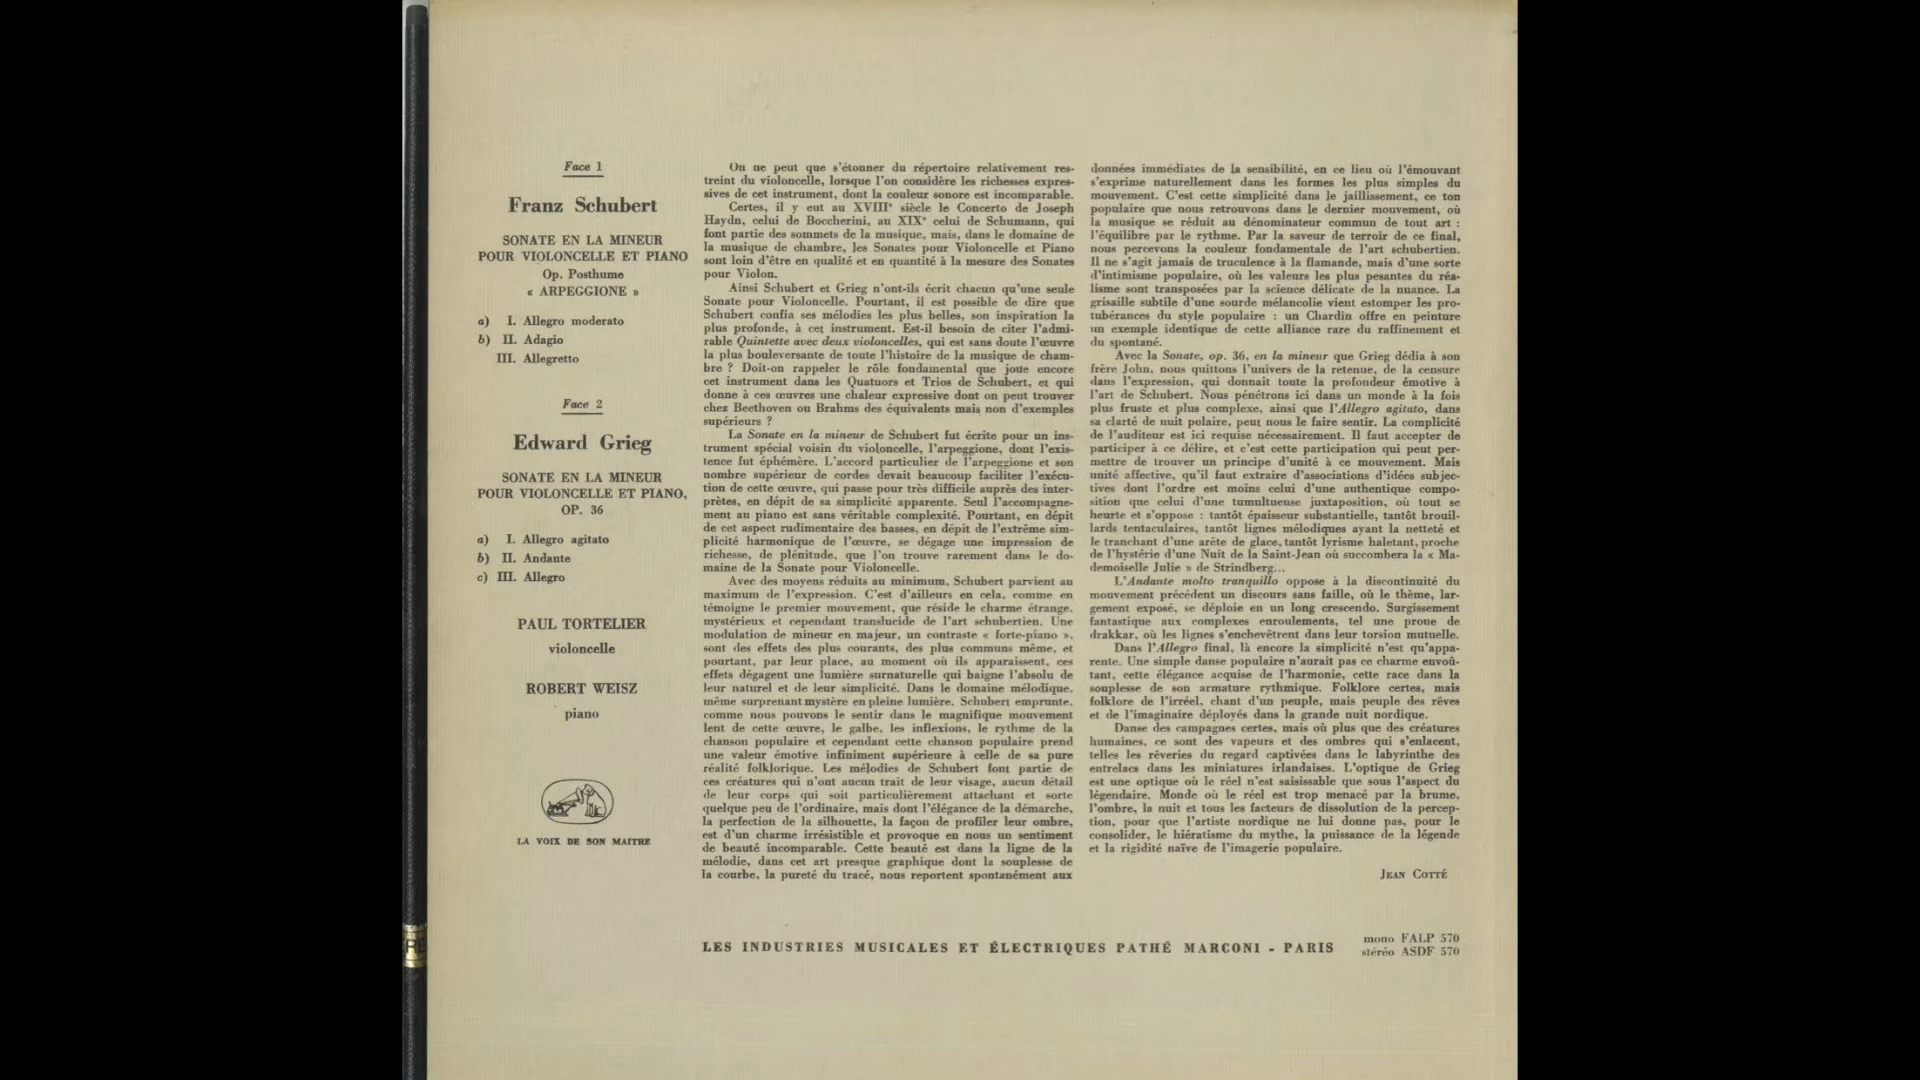 Face 1
Franz Schubert
SONATE EN LA MINEUR
POUR VIOLONCELLE ET PIANO
Op. Posthume
« ARPEGGIONE »
a) I. Allegro moderato
b) II. Adagio
III. Allegretto
Face 2
Edward Grieg
SONATE EN LA MINEUR
POUR VIOLONCELLE ET PIANO,
OP. 36
a) I. Allegro agitato
b) II. Andante
c) III. Allegro
PAUL TORTELIER
violoncelle
ROBERT WEISZ
piano
LA VOIX DE SON MAITRE
On ne peut que s'étonner du répertoire relativement res-
treint du violoncelle, lorsque l'on considère les richesses expres-
sives de cet instrument, dont la couleur sonore est incomparable.
Certes, il y eut au XVIIIe siècle le Concerto de Joseph
Haydn, celui de Boccherini, au XIXe celui de Schumann, qui
font partie des sommets de la musique, mais, dans le domaine de
la musique de chambre, les Sonates pour Violoncelle et Piano
sont loin d'être en qualité et en quantité à la mesure des Sonates
pour Violon.
Ainsi Schubert et Grieg n'ont-ils écrit chacun qu'une seule
Sonate pour Violoncelle. Pourtant, il est possible de dire que
Schubert confia ses mélodies les plus belles, son inspiration la
plus profonde, à cet instrument. Est-il besoin de citer l'admi-
rable Quintette avec deux violoncelles, qui est sans doute l'œuvre
la plus bouleversante de toute l'histoire de la musique de cham-
bre ? Doit-on rappeler le rôle fondamental que joue encore
cet instrument dans les Quatuors et Trios de Schubert, et qui
donne à ces œuvres une chaleur expressive dont on peut trouver
chez Beethoven ou Brahms des équivalents mais non d'exemples
supérieurs ?
La Sonate en la mineur de Schubert fut écrite pour un ins-
trument spécial voisin du violoncelle, l'arpeggione, dont l'exis-
tence fut éphémère. L'accord particulier de l'arpeggione et son
nombre supérieur de cordes devait beaucoup faciliter l'exécu-
tion de cette œuvre, qui passe pour très difficile auprès des inter-
prètes, en dépit de sa simplicité apparente. Seul l'accompagne-
ment au piano est sans véritable complexité. Pourtant, en dépit
de cet aspect rudimentaire des basses, en dépit de l'extrême sim-
plicité harmonique de l'œuvre, se dégage une impression de
richesse, de plénitude, que l'on trouve rarement dans le do-
maine de la Sonate pour Violoncelle.
Avec des moyens réduits au minimum, Schubert parvient au
maximum de l'expression. C'est d'ailleurs en cela, comme en
témoigne le premier mouvement, que réside le charme étrange,
mystérieux et cependant translucide de l'art schubertien. Une
modulation de mineur en majeur, un contraste « forte-piano »,
sont des effets des plus courants, des plus communs même, et
pourtant, par leur place, au moment où ils apparaissent, ces
effets dégagent une lumière surnaturelle qui baigne l'absolu de
leur naturel et de leur simplicité. Dans le domaine mélodique,
même surprenant mystère en pleine lumière. Schubert emprunte,
comme nous pouvons le sentir dans le magnifique mouvement
lent de cette œuvre, le galbe, les inflexions, le rythme de la
chanson populaire et cependant cette chanson populaire prend
une valeur émotive infiniment supérieure à celle de sa pure
réalité folklorique. Les mélodies de Schubert font partie de
ces créatures qui n'ont aucun trait de leur visage, aucun détail
de leur corps qui soit particulièrement attachant et sorte
quelque peu de l'ordinaire, mais dont l'élégance de la démarche,
la perfection de la silhouette, la façon de profiler leur ombre,
est d'un charme irrésistible et provoque en nous un sentiment
de beauté incomparable. Cette beauté est dans la ligne de la
mélodie, dans cet art presque graphique dont la souplesse de
la courbe, la pureté du tracé, nous reportent spontanément aux
données immédiates de la sensibilité, en ce lieu où l'émouvant
s'exprime naturellement dans les formes les plus simples du
mouvement. C'est cette simplicité dans le jaillissement, ce ton
populaire que nous retrouvons dans le dernier mouvement, où
la musique se réduit au dénominateur commun de tout art :
l'équilibre par le rythme. Par la saveur de terroir de ce final,
nous percevons la couleur fondamentale de l'art schubertien.
Il ne s'agit jamais de truculence à la flamande, mais d'une sorte
d'intimisme populaire, où les valeurs les plus pesantes du réa-
lisme sont transposées par la science délicate de la nuance. La
grisaille subtile d'une sourde mélancolie vient estomper les pro-
tubérances du style populaire : un Chardin offre en peinture
un exemple identique de cette alliance rare du raffinement et
du spontané.
Avec la Sonate, op. 36, en la mineur que Grieg dédia à son
frère John, nous quittons l'univers de la retenue, de la censure
dans l'expression, qui donnait toute la profondeur émotive à
l'art de Schubert. Nous pénétrons ici dans un monde à la fois
plus fruste et plus complexe, ainsi que l'Allegro agitato, dans
sa clarté de nuit polaire, peut nous le faire sentir. La complicité
de l'auditeur est ici requise nécessairement. Il faut accepter de
participer à ce délire, et c'est cette participation qui peut per-
mettre de trouver un principe d'unité à ce mouvement. Mais
unité affective, qu'il faut extraire d'associations d'idées subjec-
tives dont l'ordre est moins celui d'une authentique compo-
sition que celui d'une tumultueuse juxtaposition, où tout se
heurte et s'oppose : tantôt épaisseur substantielle, tantôt brouil-
lards tentaculaires, tantôt lignes mélodiques ayant la netteté et
le tranchant d'une arête de glace, tantôt lyrisme haletant, proche
de l'hystérie d'une Nuit de la Saint-Jean où succombera la « Ma-
demoiselle Julie » de Strindberg...
L'Andante molto tranquillo oppose à la discontinuité du
mouvement précédent un discours sans faille, où le thème, lar-
gement exposé, se déploie en un long crescendo. Surgissement
fantastique aux complexes enroulements, tel une proue de
drakkar, où les lignes s'enchevêtrent dans leur torsion mutuelle.
Dans l'Allegro final, là encore la simplicité n'est qu'appa-
rente. Une simple danse populaire n'aurait pas ce charme envoû-
tant, cette élégance acquise de l'harmonie, cette race dans la
souplesse de son armature rythmique. Folklore certes, mais
folklore de l'irréel, chant d'un peuple, mais peuple des rêves
et de l'imaginaire déployés dans la grande nuit nordique.
Danse des campagnes certes, mais où plus que des créatures
humaines, ce sont des vapeurs et des ombres qui s'enlacent,
telles les rêveries du regard captivées dans le labyrinthe des
entrelacs dans les miniatures irlandaises. L'optique de Grieg
est une optique où le réel n'est saisissable que sous l'aspect du
légendaire. Monde où le réel est trop menacé par la brume,
l'ombre, la nuit et tous les facteurs de dissolution de la percep-
tion, pour que l'artiste nordique ne lui donne pas, pour le
consolider, le hiératisme du mythe, la puissance de la légende
et la rigidité naïve de l'imagerie populaire.
JEAN COTTÉ
LES INDUSTRIES MUSICALES ET ÉLECTRIQUES PATHÉ MARCONI - PARIS
mono FALP 570
stéréo ASDF 570